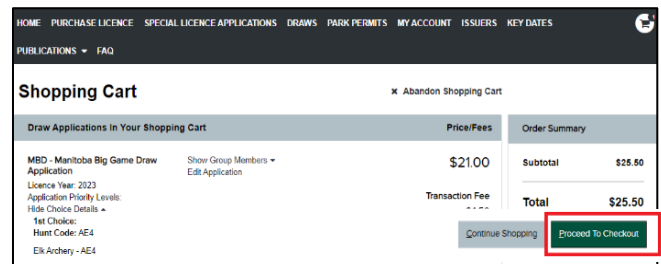 HOME PURCHASE LICENCE SPECIAL LICENCE APPLICATIONS DRAWS PARK PERMITS MY ACCOUNT ISSUERS KEY DATES
PUBLICATIONS FAQ
Shopping Cart
Abandon Shopping Cart
Draw Applications In Your Shopping Cart Price/Fees
MBD - Manitoba Big Game Draw Application
Show Group Members
Edit Application
$21.00
Licence Year: 2023
Application Priority Levels:
Hide Choice Details
1st Choice:
Hunt Code: AE4
Elk Archery - AE4
Transaction Fee
Order Summary
Subtotal $25.50
Total $25.50
Continue Shopping
Proceed To Checkout